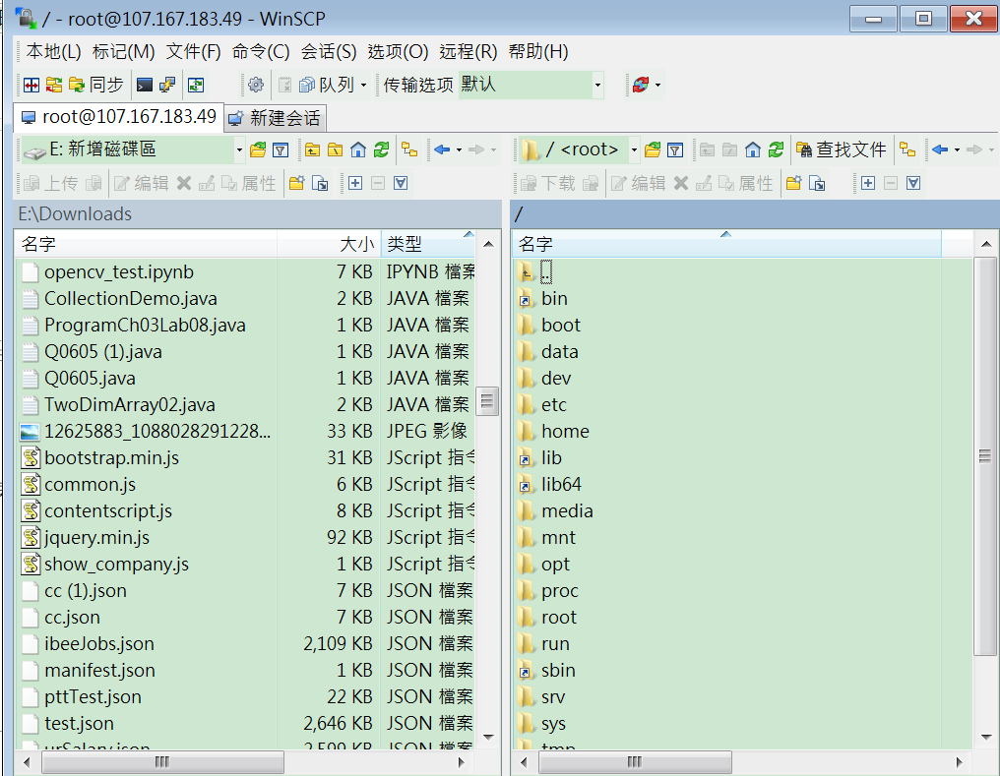 / - root@107.167.183.49 - WinSCP
本地(L) 标记(M) 文件(F) 命令(C) 会话(S) 选项(O) 远程(R) 帮助(H)
同步 队列 传输选项 默认
root@107.167.183.49 新建会话
E: 新增磁碟區 / <root> 查找文件
上传 编辑 属性 下载 编辑 属性
E:\Downloads /
名字 大小 类型 名字
opencv_test.ipynb 7 KB IPYNB 檔案 ..
CollectionDemo.java 2 KB JAVA 檔案 bin
ProgramCh03Lab08.java 1 KB JAVA 檔案 boot
Q0605 (1).java 1 KB JAVA 檔案 data
Q0605.java 1 KB JAVA 檔案 dev
TwoDimArray02.java 2 KB JAVA 檔案 etc
12625883_1088028291228... 33 KB JPEG 影像 home
bootstrap.min.js 31 KB JScript 指令 lib
common.js 6 KB JScript 指令 lib64
contentscript.js 8 KB JScript 指令 media
jquery.min.js 92 KB JScript 指令 mnt
show_company.js 1 KB JScript 指令 opt
cc (1).json 7 KB JSON 檔案 proc
cc.json 7 KB JSON 檔案 root
ibeeJobs.json 2,109 KB JSON 檔案 run
manifest.json 1 KB JSON 檔案 sbin
pttTest.json 22 KB JSON 檔案 srv
test.json 2,646 KB JSON 檔案 sys
urSalary.json 2,599 KB JSON 檔案 tmp